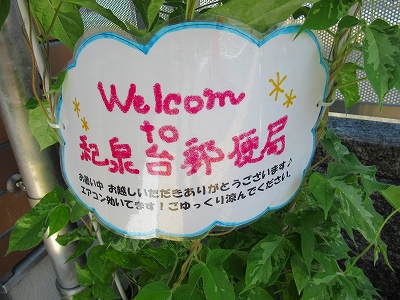 Welcom
to
紀泉台郵便局
お暑い中 お越しいただきありがとうございます♪
エアコン効いてます!ごゆっくり涼んでください。